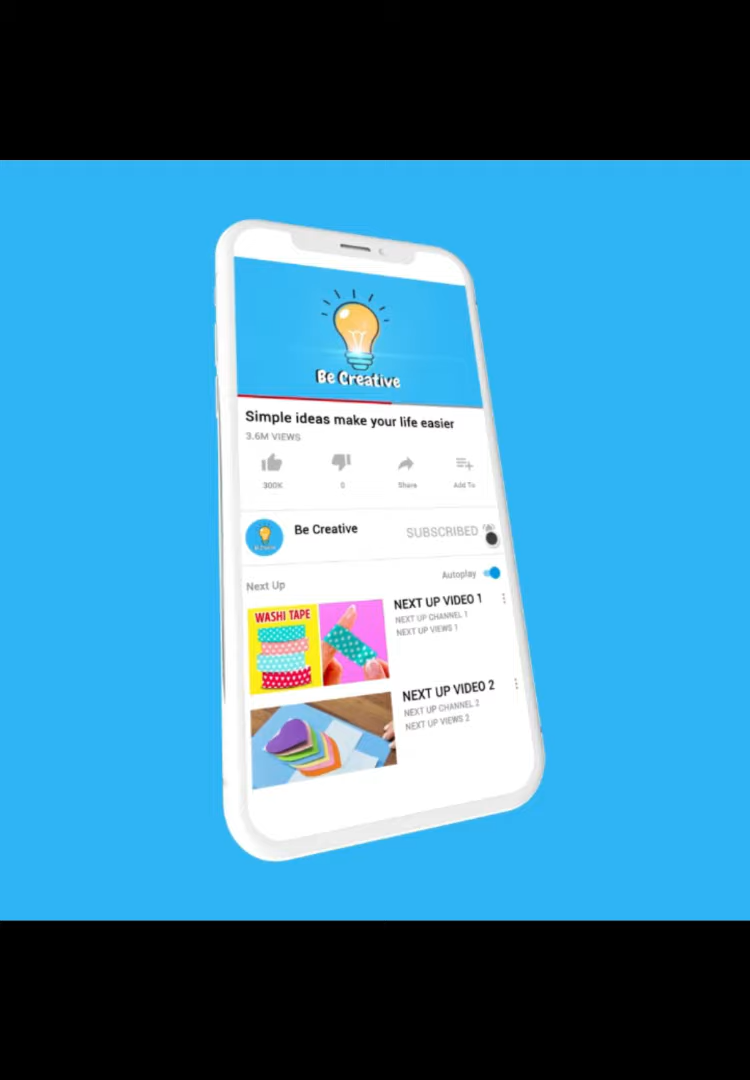 Be Creative
Simple ideas make your life easier
3.6M VIEWS
300K
0
Share
Add To
Be Creative
SUBSCRIBED
Next Up
Autoplay
WASHI TAPE
NEXT UP VIDEO 1
NEXT UP CHANNEL 1
NEXT UP VIEWS 1
NEXT UP VIDEO 2
NEXT UP CHANNEL 2
NEXT UP VIEWS 2